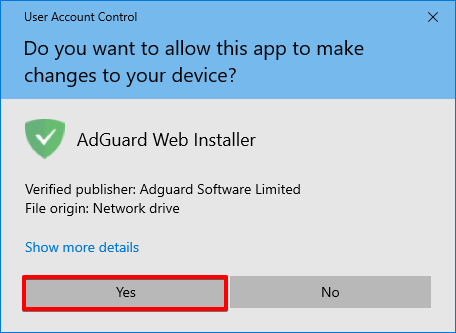 User Account Control
Do you want to allow this app to make
changes to your device?
AdGuard Web Installer
Verified publisher: Adguard Software Limited
File origin: Network drive
Show more details
Yes
No